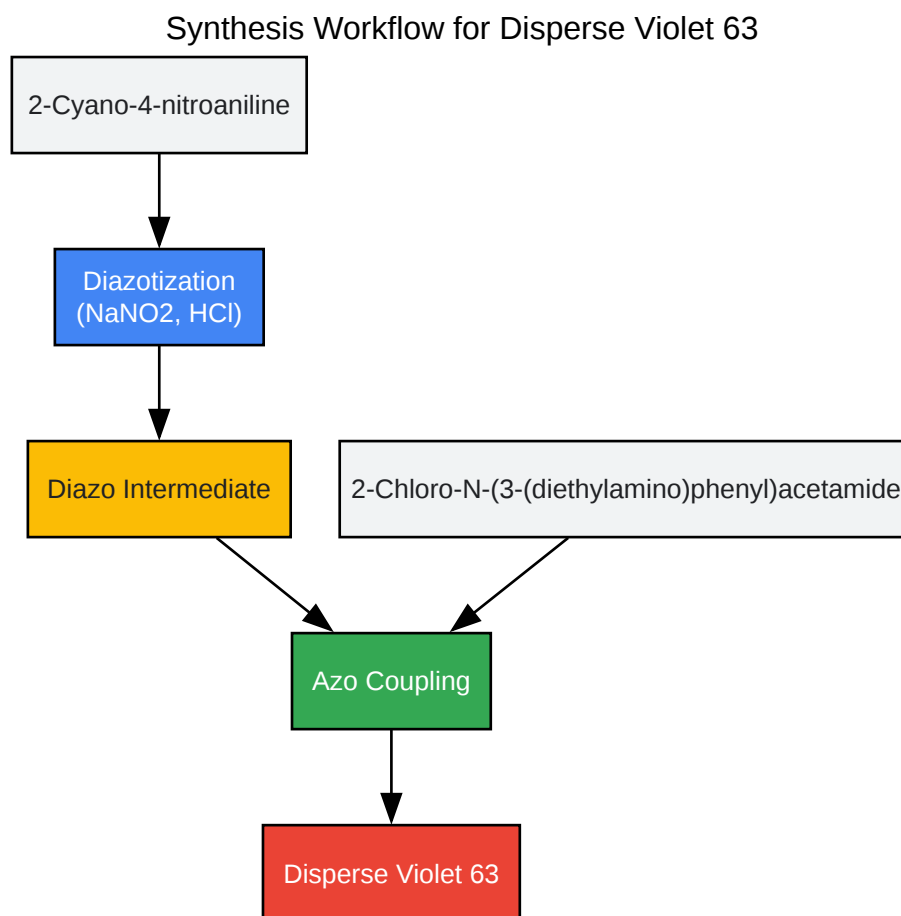 Synthesis Workflow for Disperse Violet 63
2-Cyano-4-nitroaniline
Diazotization
(NaNO2, HCl)
Diazo Intermediate
2-Chloro-N-(3-(diethylamino)phenyl)acetamide
Azo Coupling
Disperse Violet 63